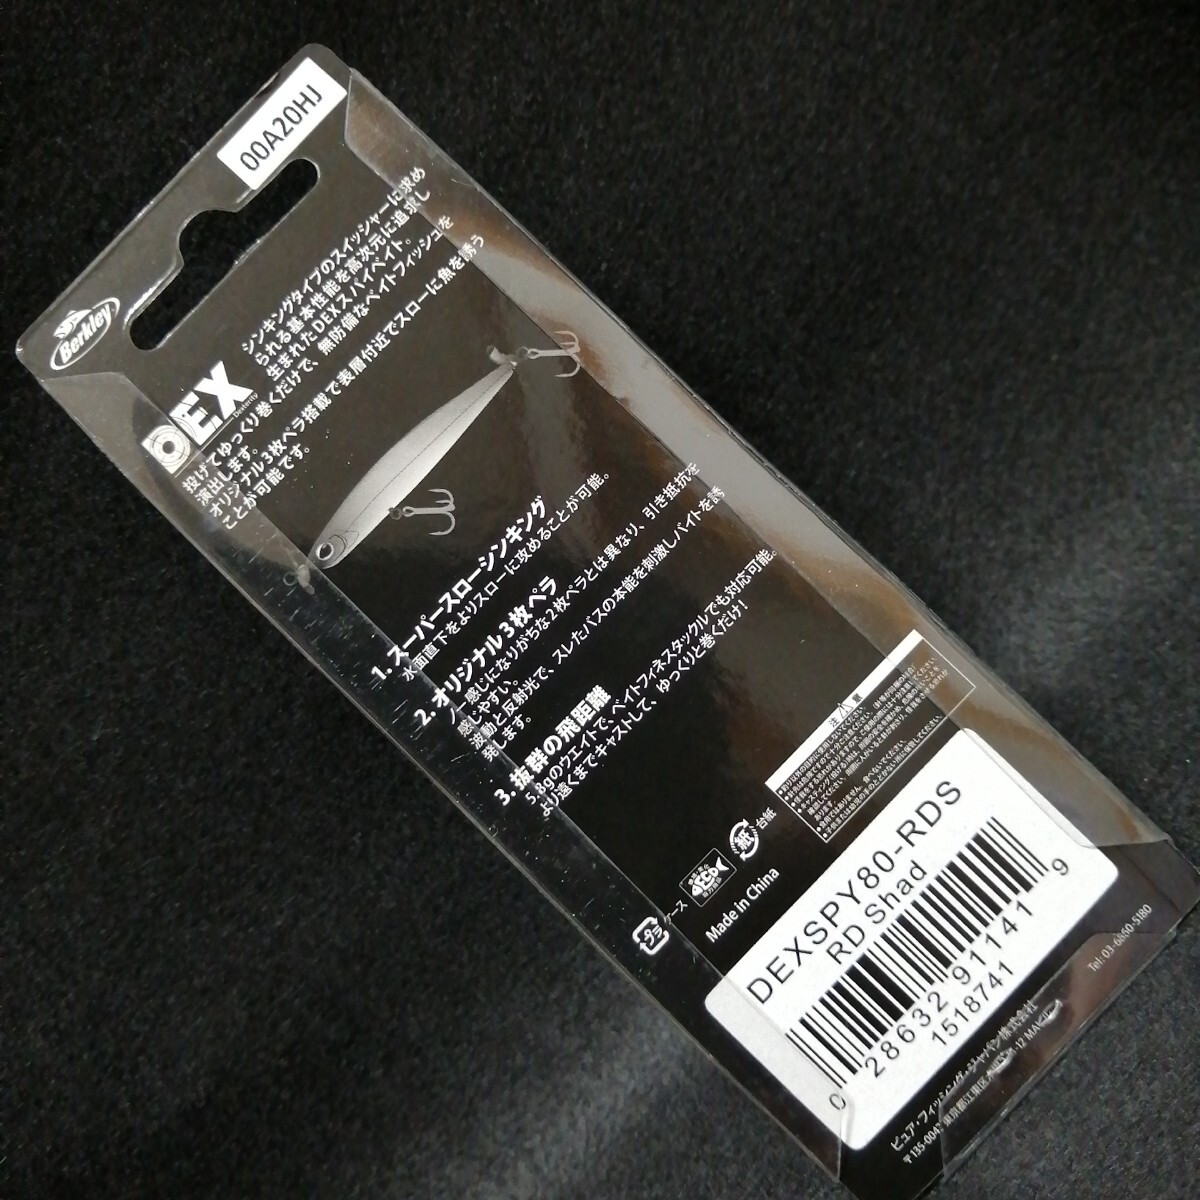 00A20HJ
Berkley
DEX
Dexterity
シンキングタイプのスイッシャーに求め
られる基本性能を高次元に追求し
生まれたDEXスパイベイト。
投げてゆっくり巻くだけで、無防備なベイトフィッシュを
演出します。
オリジナル3枚ペラ搭載で表層付近でスローに魚を誘う
ことが可能です。
1. スーパースローシンキング
水面直下をよりスローに攻めることが可能。
2. オリジナル3枚ペラ
ノー感じになりがちな2枚ペラとは異なり、引き抵抗を
感じやすい。
波動と反射光で、スレたバスの本能を刺激しバイトを誘
発します。
3. 抜群の飛距離
5.8gのウエイトで、ベイトフィネスタックルでも対応可能。
より遠くまでキャストして、ゆっくりと巻くだけ!
プラ
ケース
ECO
紙
台紙
Made in China
DEXSPY80-RDS
RD Shad
0 28632 91141 9
1518741
ピュア・フィッシング・ジャパン株式会社
Tel: 03-6660-5180